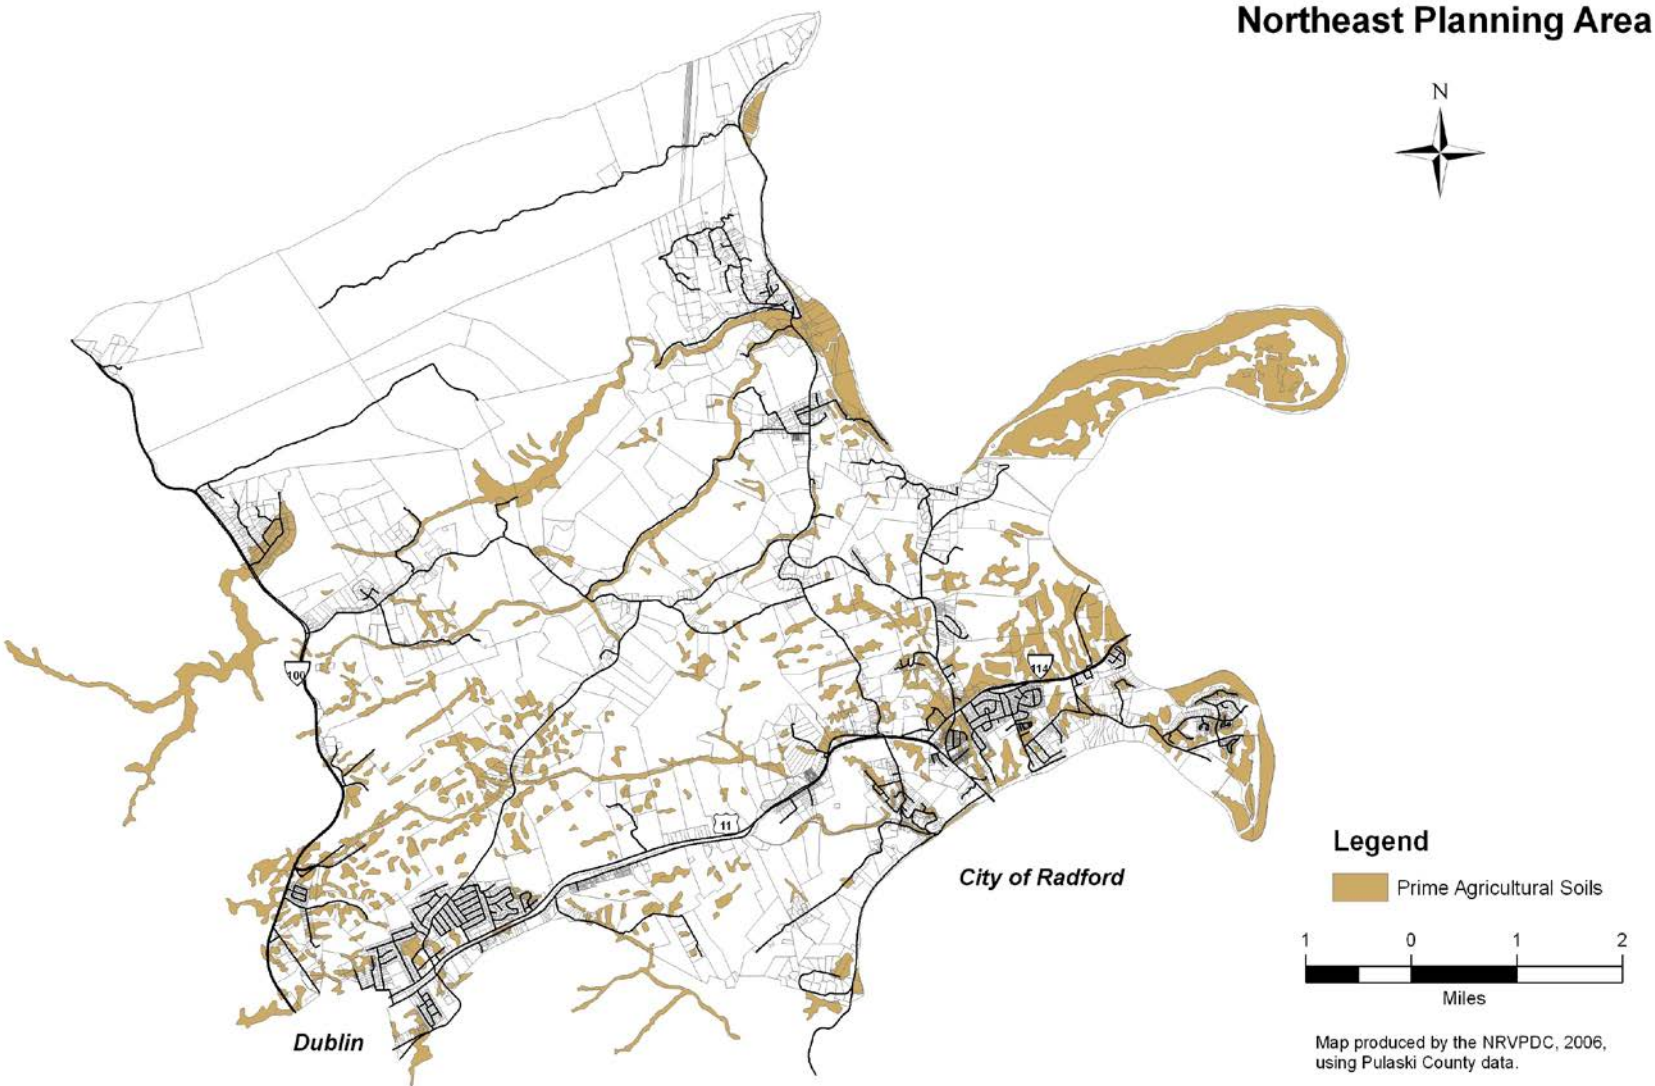 Northeast Planning Area
N
100
114
11
City of Radford
Dublin
Legend
Prime Agricultural Soils
1 0 1 2
Miles
Map produced by the NRVPDC, 2006,
using Pulaski County data.